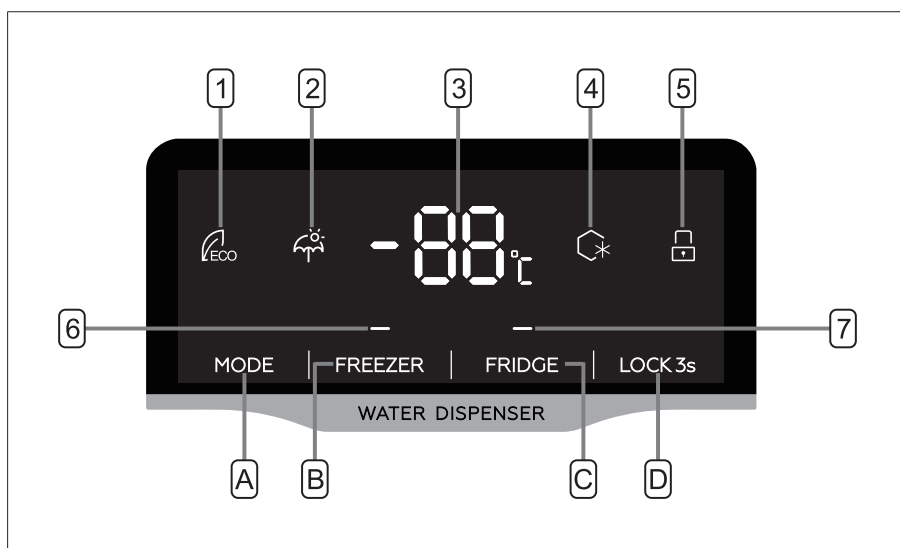 1 2 3 4 5
ECO -88°C
6 7
MODE FREEZER FRIDGE LOCK 3s
WATER DISPENSER
A B C D